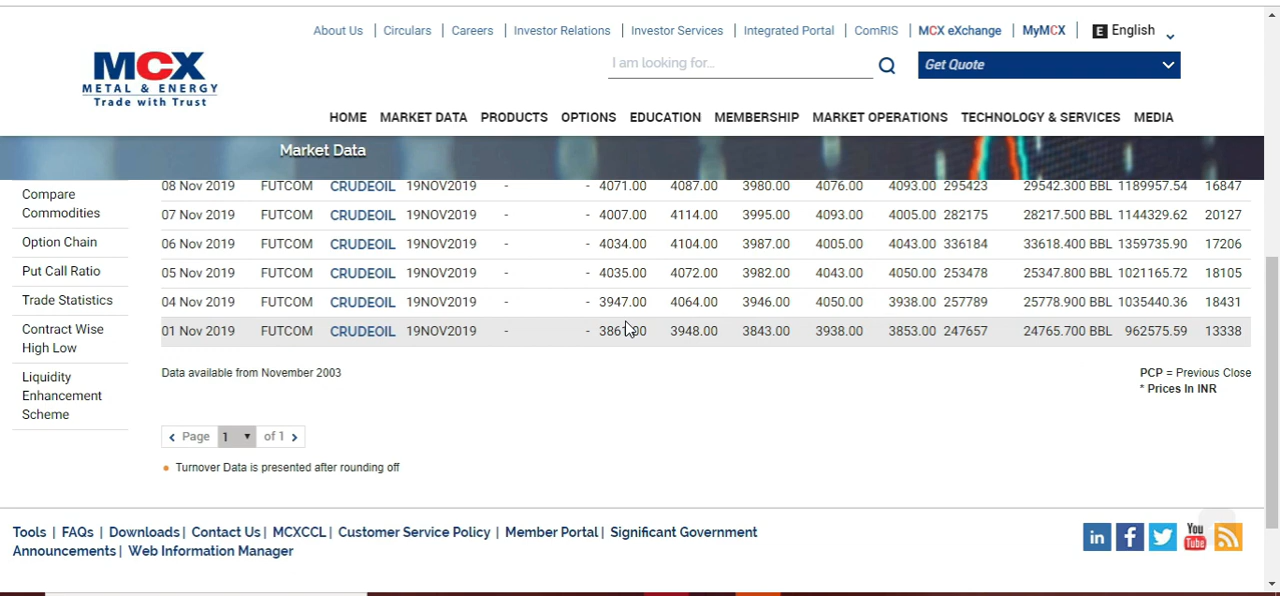 About Us | Circulars | Careers | Investor Relations | Investor Services | Integrated Portal | ComRIS | MCX eXchange | MyMCX | E English
MCX
METAL & ENERGY
Trade with Trust
I am looking for...
Get Quote
HOME MARKET DATA PRODUCTS OPTIONS EDUCATION MEMBERSHIP MARKET OPERATIONS TECHNOLOGY & SERVICES MEDIA
Market Data
Compare
Commodities
Option Chain
Put Call Ratio
Trade Statistics
Contract Wise
High Low
Liquidity
Enhancement
Scheme
08 Nov 2019 FUTCOM CRUDEOIL 19NOV2019 - - 4071.00 4087.00 3980.00 4076.00 4093.00 295423 29542.300 BBL 1189957.54 16847
07 Nov 2019 FUTCOM CRUDEOIL 19NOV2019 - - 4007.00 4114.00 3995.00 4093.00 4005.00 282175 28217.500 BBL 1144329.62 20127
06 Nov 2019 FUTCOM CRUDEOIL 19NOV2019 - - 4034.00 4104.00 3987.00 4005.00 4043.00 336184 33618.400 BBL 1359735.90 17206
05 Nov 2019 FUTCOM CRUDEOIL 19NOV2019 - - 4035.00 4072.00 3982.00 4043.00 4050.00 253478 25347.800 BBL 1021165.72 18105
04 Nov 2019 FUTCOM CRUDEOIL 19NOV2019 - - 3947.00 4064.00 3946.00 4050.00 3938.00 257789 25778.900 BBL 1035440.36 18431
01 Nov 2019 FUTCOM CRUDEOIL 19NOV2019 - - 3948.00 3843.00 3938.00 3853.00 247657 24765.700 BBL 962575.59 13338
Data available from November 2003
PCP = Previous Close
* Prices In INR
Page 1 of 1
Turnover Data is presented after rounding off
Tools | FAQs | Downloads | Contact Us | MCXCCL | Customer Service Policy | Member Portal | Significant Government
Announcements | Web Information Manager
in f You Tube